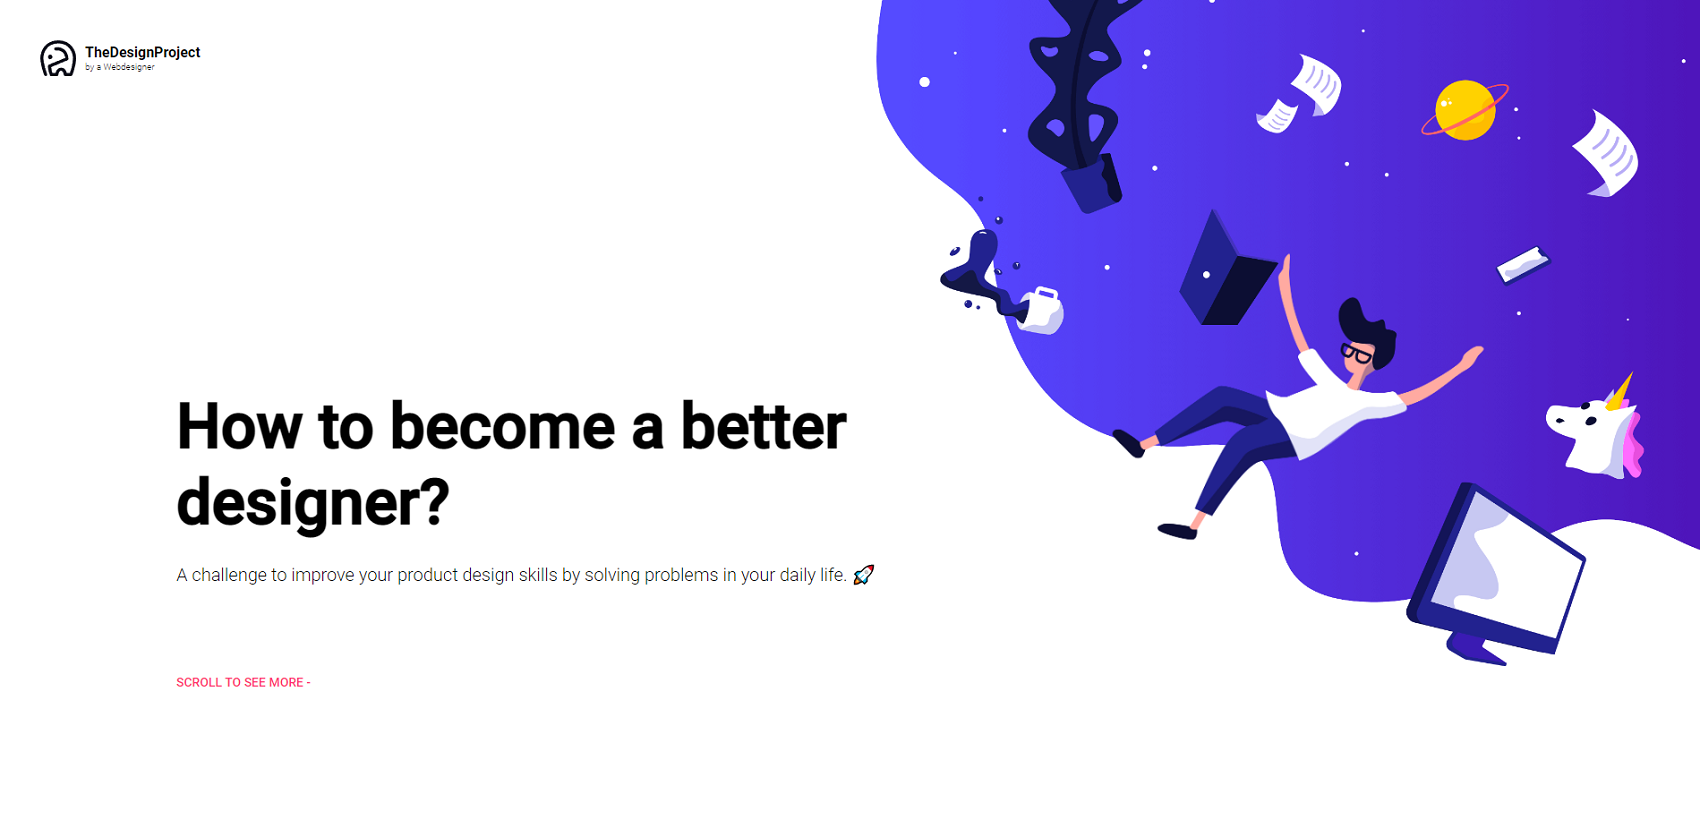 TheDesignProject
by a Webdesigner
How to become a better
designer?
A challenge to improve your product design skills by solving problems in your daily life. 🚀
SCROLL TO SEE MORE -